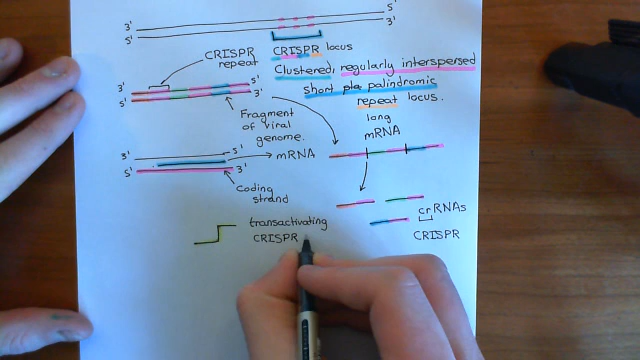 5'
3'
3'
5'
CRISPR locus
CRISPR
repeat
Clustered, regularly interspersed
short pla palindromic
repeat locus.
3'
5'
5'
3'
Fragment
of viral
genome.
long
mRNA
3'
5'
5'
3'
mRNA
Coding
strand
crRNAs
CRISPR
transactivating
CRISPR